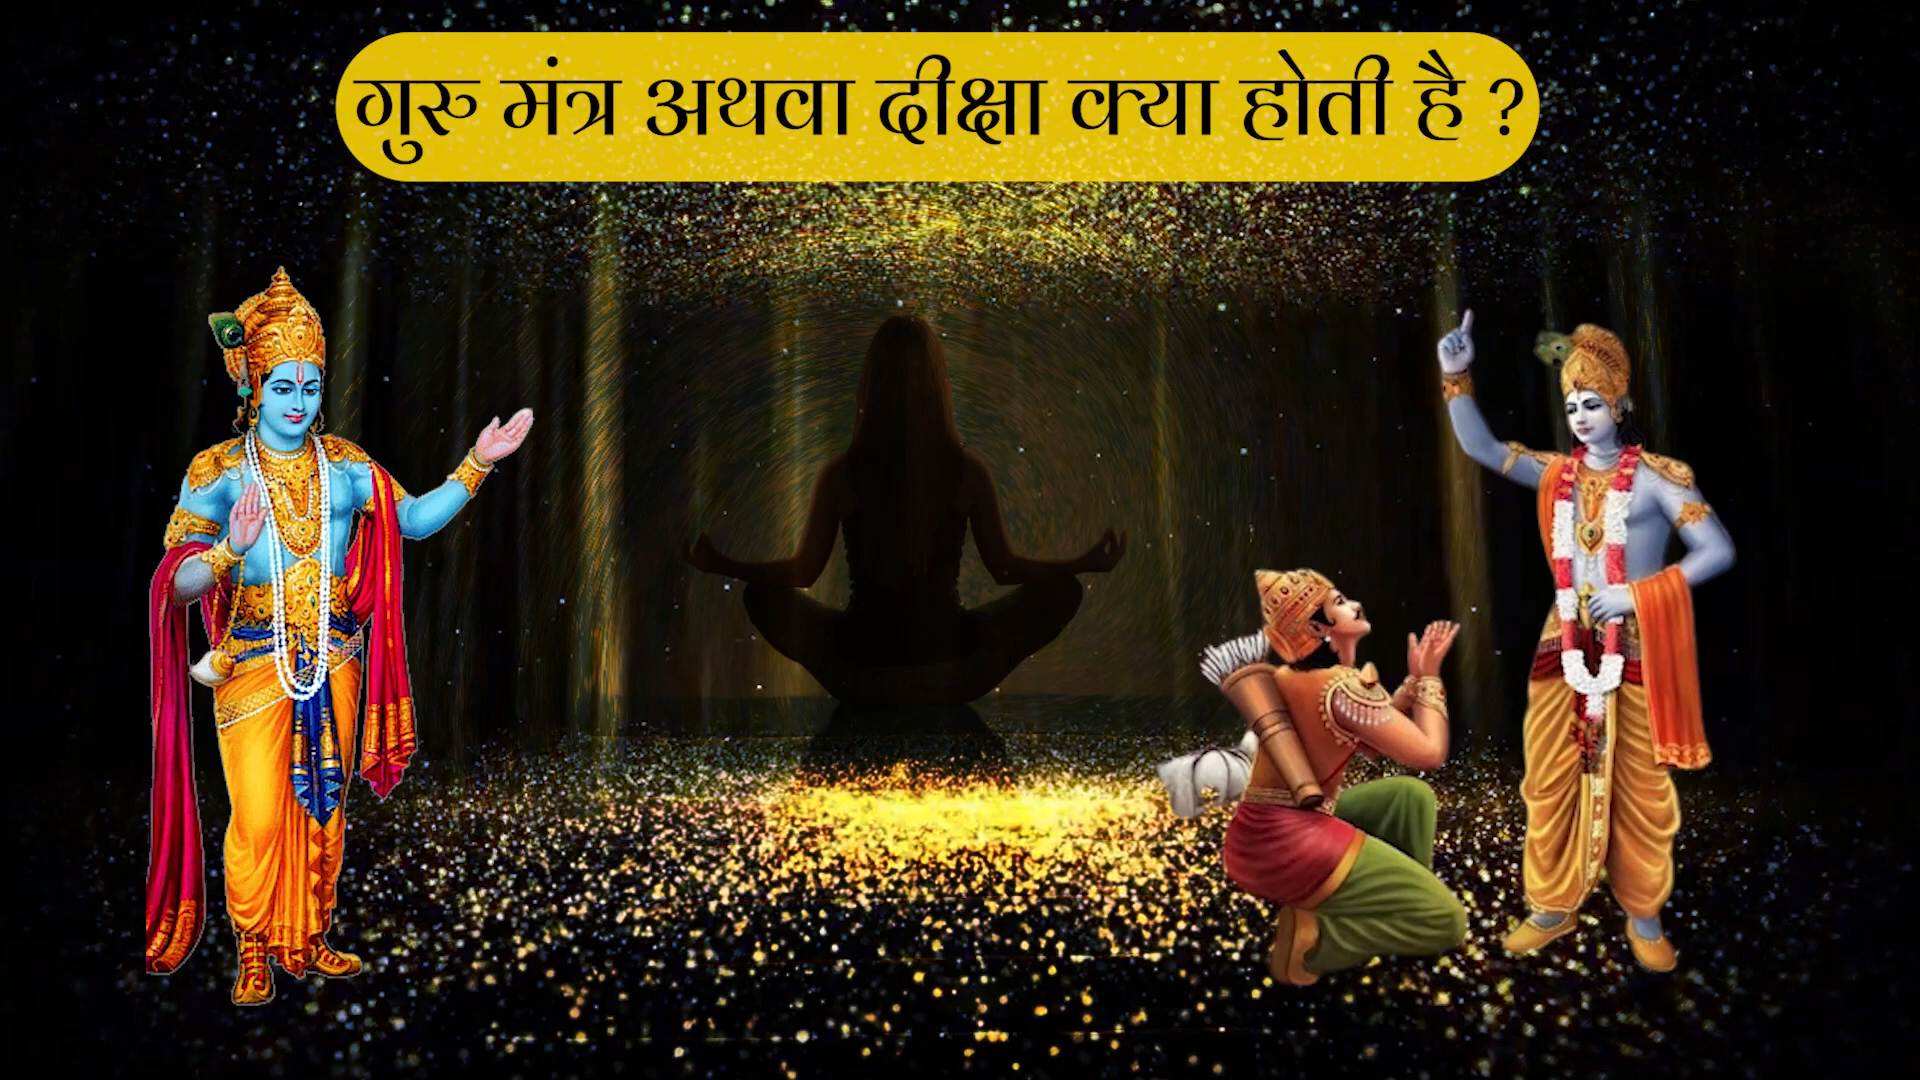 गुरु मंत्र अथवा दीक्षा क्या होती है ?